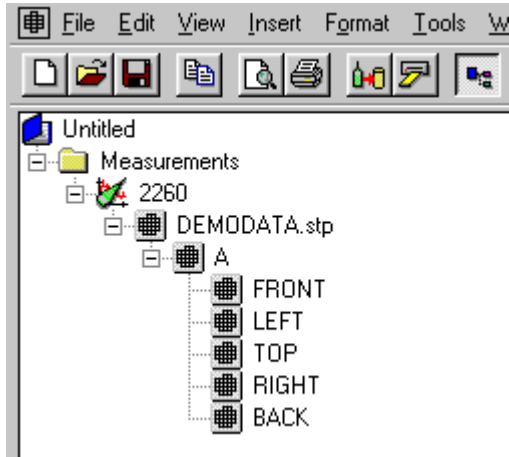 File Edit View Insert Format Tools
Untitled
Measurements
2260
DEMODATA.stp
A
FRONT
LEFT
TOP
RIGHT
BACK